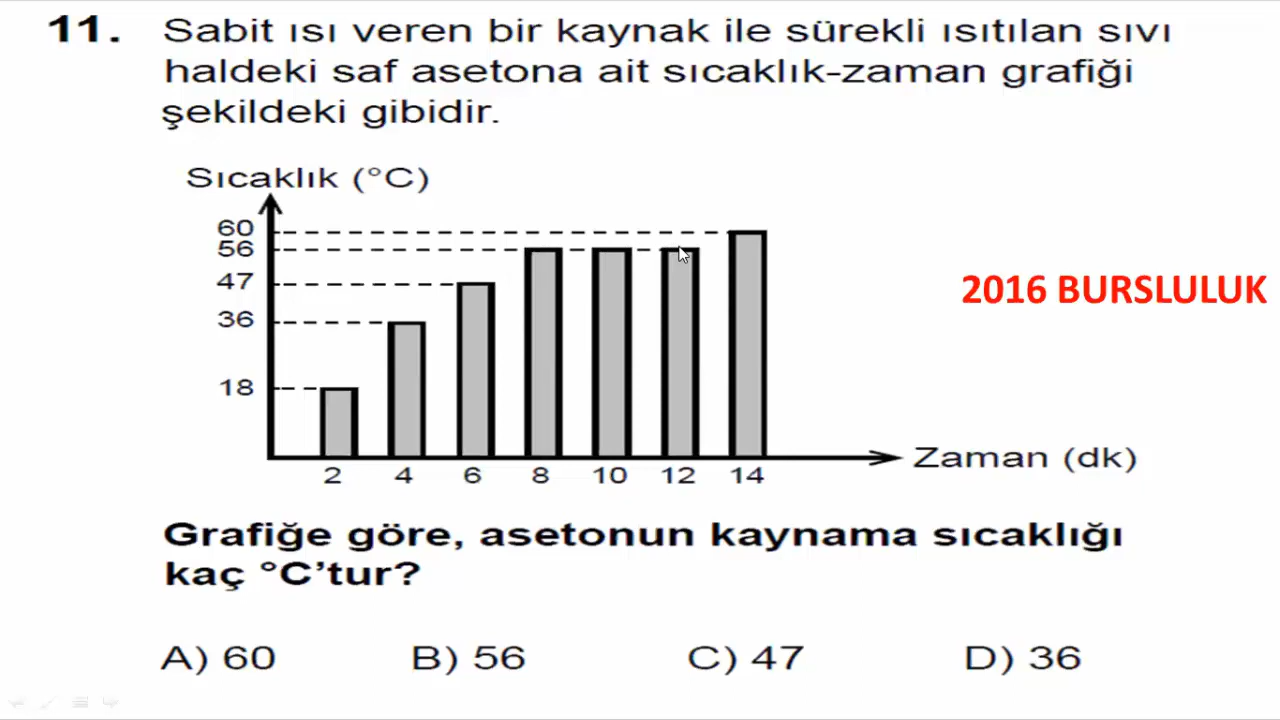 11. Sabit ısı veren bir kaynak ile sürekli ısıtılan sıvı
haldeki saf asetona ait sıcaklık-zaman grafiği
şekildeki gibidir.
Sıcaklık (°C)
60
56
47
36
18
2016 BURSLULUK
2 4 6 8 10 12 14
Zaman (dk)
Grafiğe göre, asetonun kaynama sıcaklığı
kaç °C'tur?
A) 60 B) 56 C) 47 D) 36